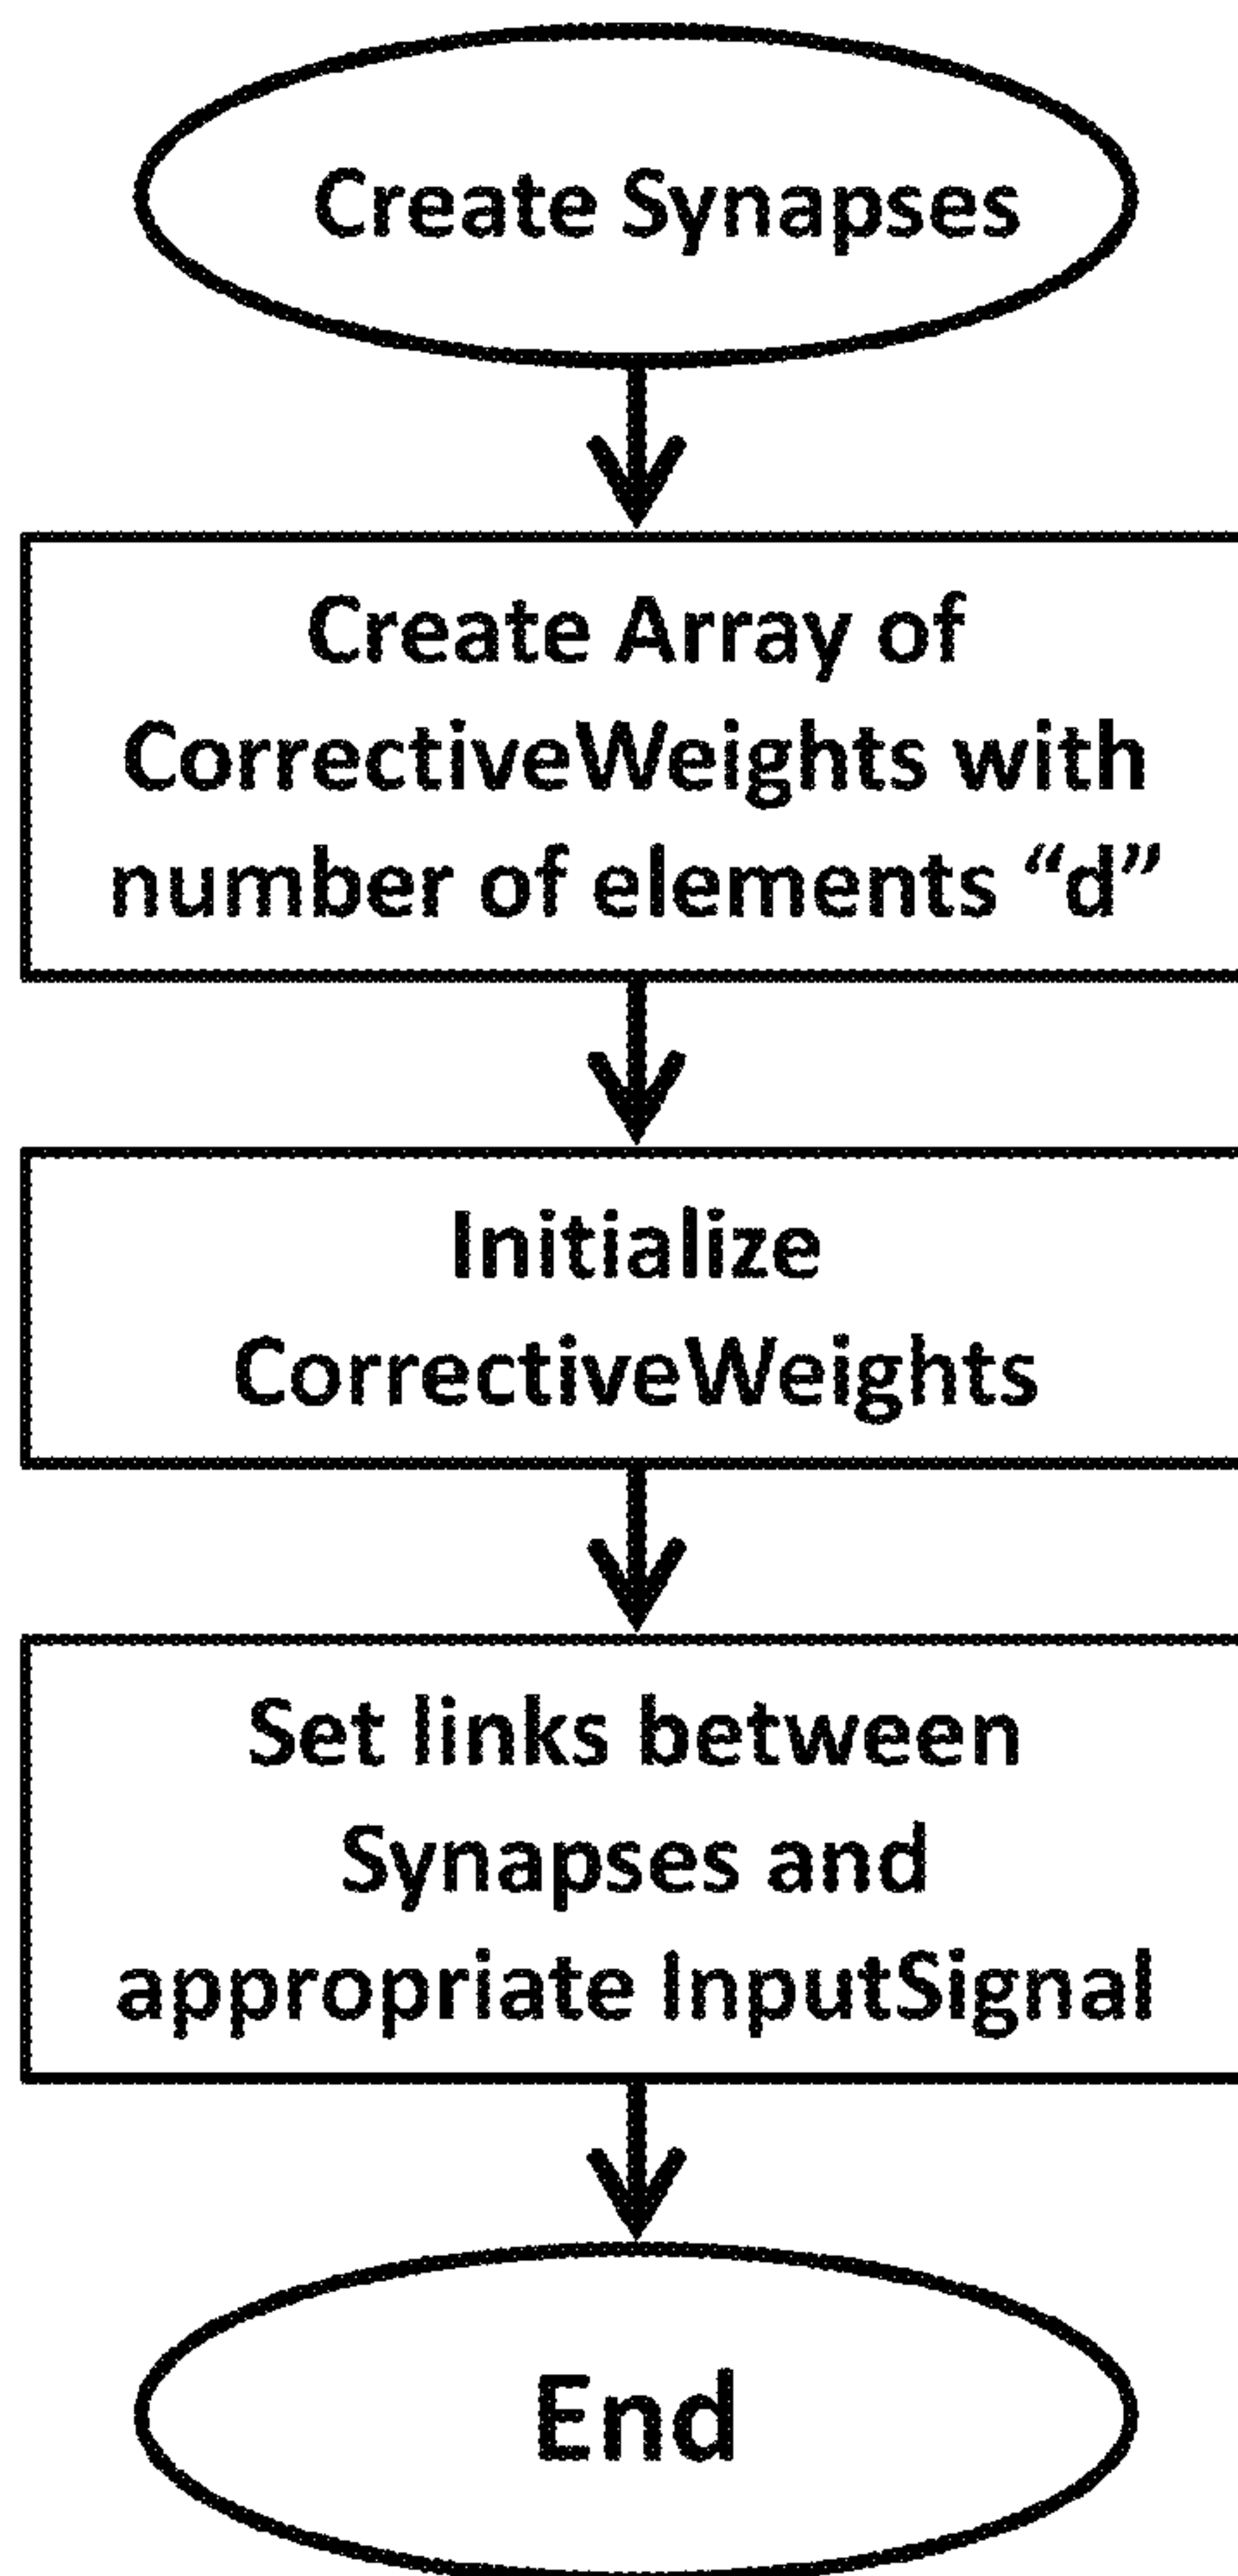 Create Synapses
Create Array of
CorrectiveWeights with
number of elements “d”
Initialize
CorrectiveWeights
Set links between
Synapses and
appropriate InputSignal
End